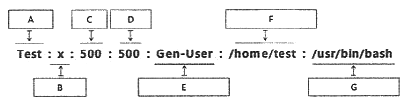 A C D F
Test : x : 500 : 500 : Gen-User : /home/test : /usr/bin/bash
B E G